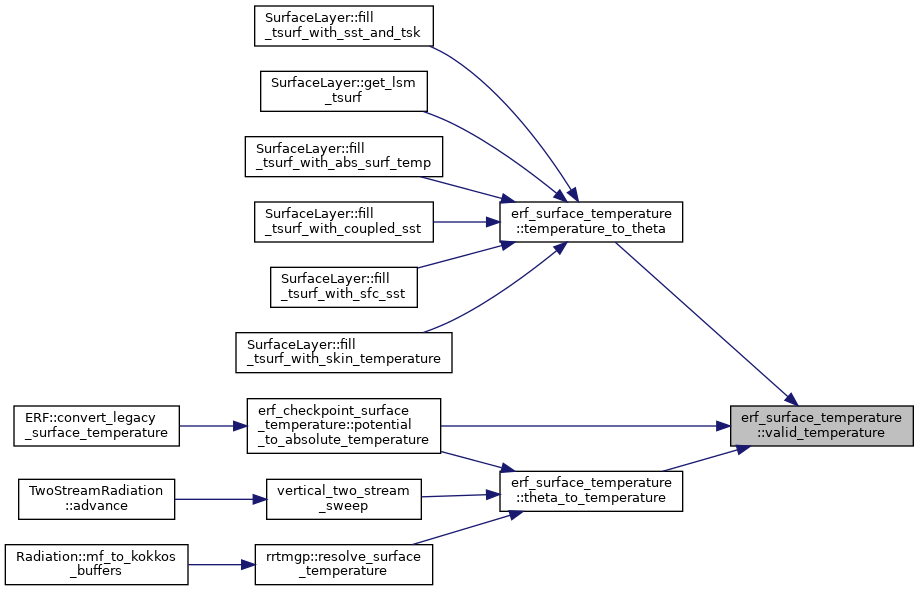 SurfaceLayer::fill
_tsurf_with_sst_and_tsk
SurfaceLayer::get_lsm
_tsurf
SurfaceLayer::fill
_tsurf_with_abs_surf_temp
SurfaceLayer::fill
_tsurf_with_coupled_sst
erf_surface_temperature
::temperature_to_theta
SurfaceLayer::fill
_tsurf_with_sfc_sst
SurfaceLayer::fill
_tsurf_with_skin_temperature
ERF::convert_legacy
_surface_temperature
erf_checkpoint_surface
_temperature::potential
_to_absolute_temperature
erf_surface_temperature
::valid_temperature
TwoStreamRadiation
::advance
vertical_two_stream
_sweep
erf_surface_temperature
::theta_to_temperature
Radiation::mf_to_kokkos
_buffers
rrtmgp::resolve_surface
_temperature